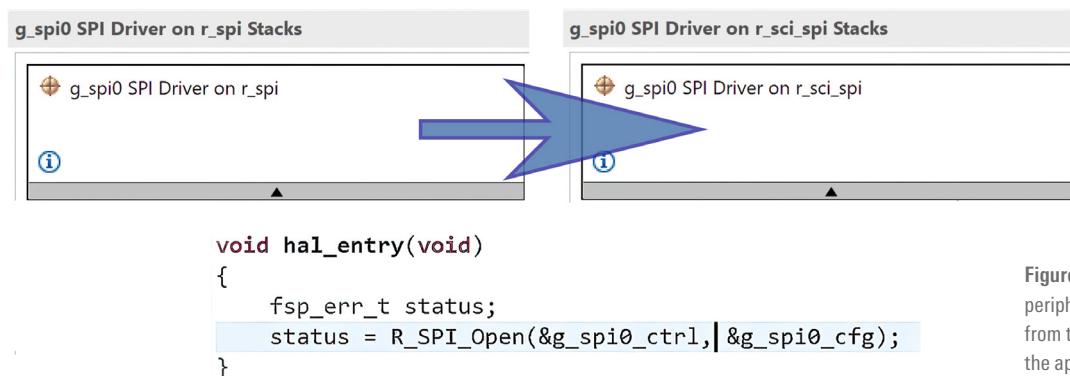 g_spi0 SPI Driver on r_spi Stacks
g_spi0 SPI Driver on r_sci_spi Stacks
g_spi0 SPI Driver on r_spi
g_spi0 SPI Driver on r_sci_spi
void hal_entry(void)
{
fsp_err_t status;
status = R_SPI_Open(&g_spi0_ctrl, &g_spi0_cfg);
}
Figure
periph
from t
the ap